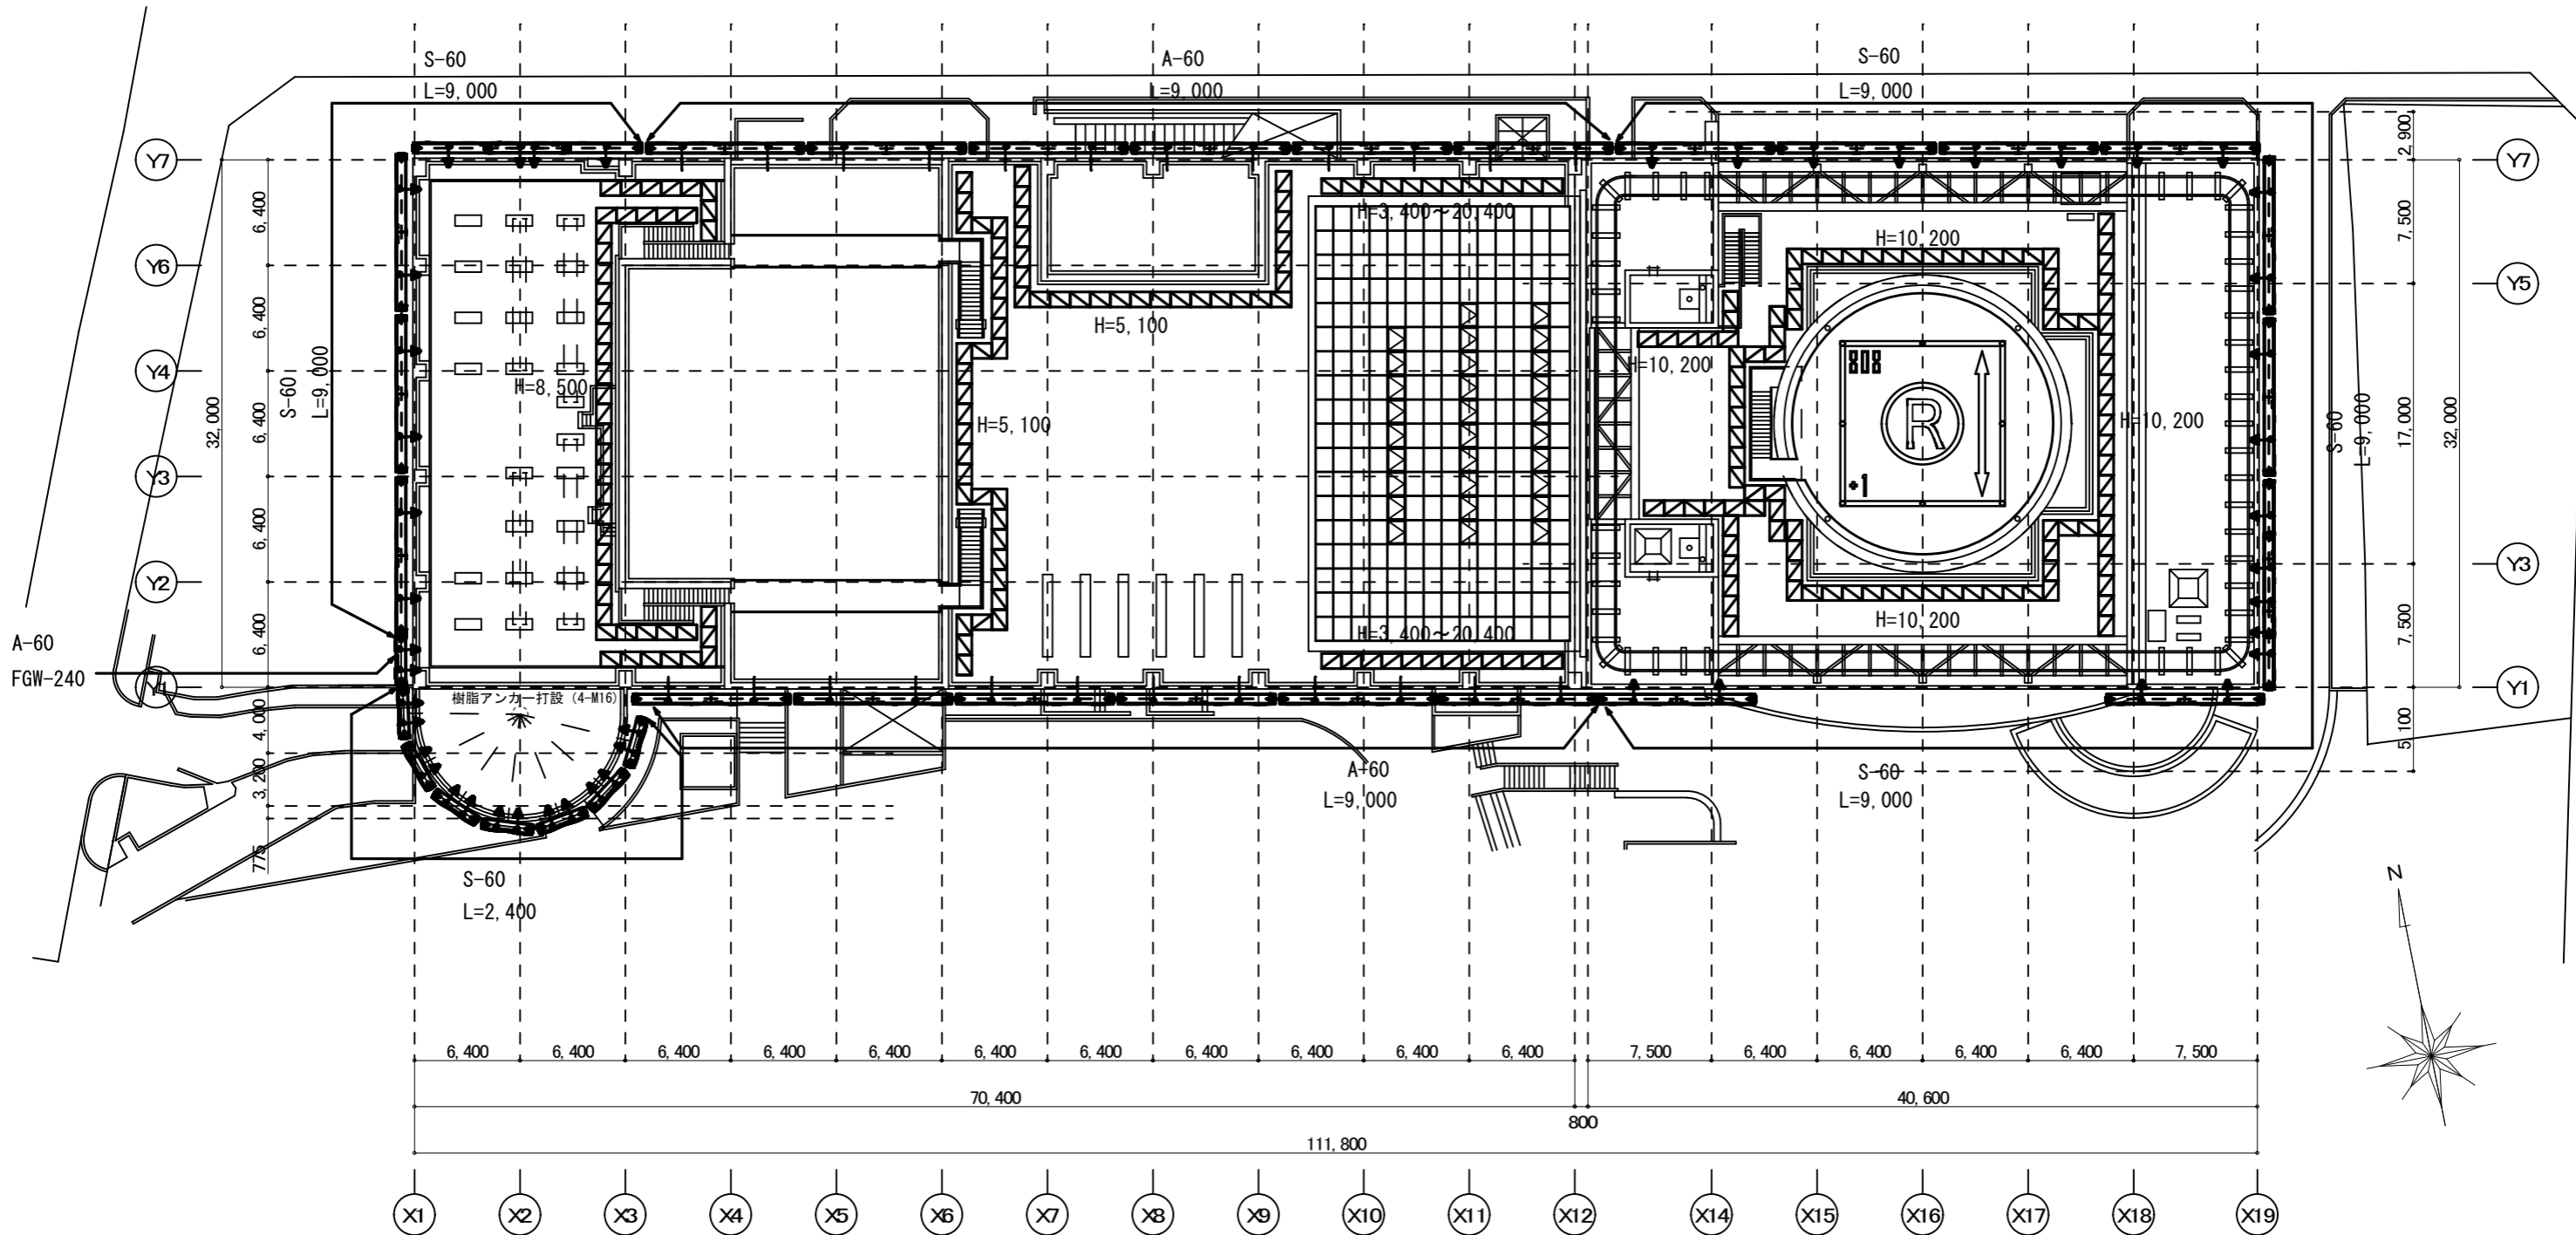 S-60
L=9,000
A-60
L=9,000
S-60
L=9,000
Y7
Y6
Y4
Y3
Y2
Y1
Y7
Y5
Y3
Y1
32,000
6,400
6,400
6,400
6,400
6,400
4,000
3,200
775
S-60
L=9,000
A-60
FGW-240
H=8,500
H=5,100
H=5,100
H=3,400～20,400
H=3,400～20,400
H=10,200
H=10,200
H=10,200
H=10,200
808
R
+1
2,900
7,500
17,000
7,500
5,100
32,000
S-60
L=9,000
樹脂アンカー打設 (4-M16)
A-60
L=9,000
S-60
L=9,000
S-60
L=2,400
N
6,400
6,400
6,400
6,400
6,400
6,400
6,400
6,400
6,400
6,400
6,400
7,500
6,400
6,400
6,400
6,400
7,500
70,400
40,600
800
111,800
X1
X2
X3
X4
X5
X6
X7
X8
X9
X10
X11
X12
X14
X15
X16
X17
X18
X19